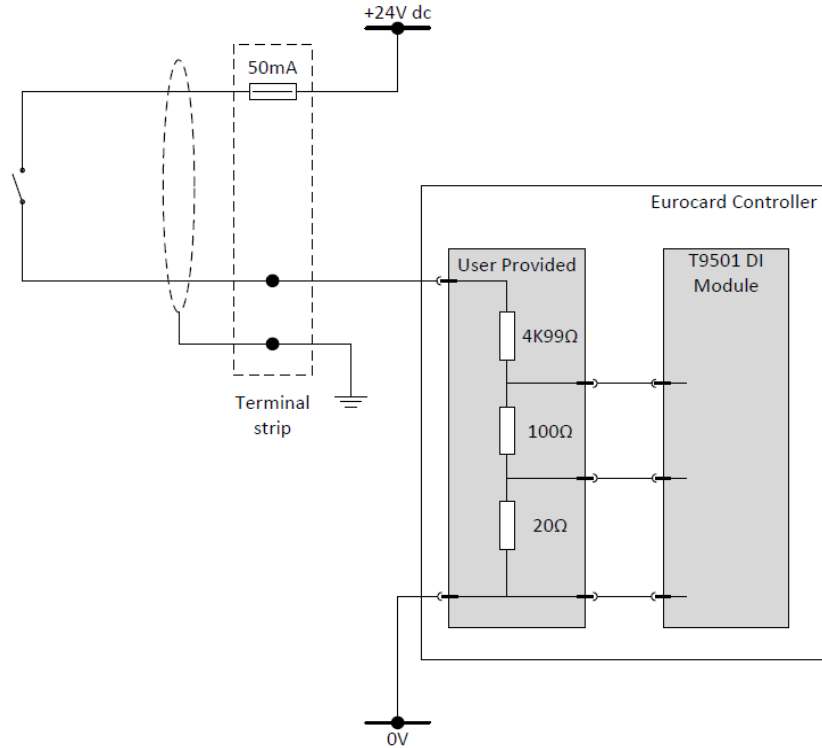 +24V dc
50mA
Eurocard Controller
User Provided
T9501 DI
Module
4K99Ω
100Ω
20Ω
Terminal
strip
0V